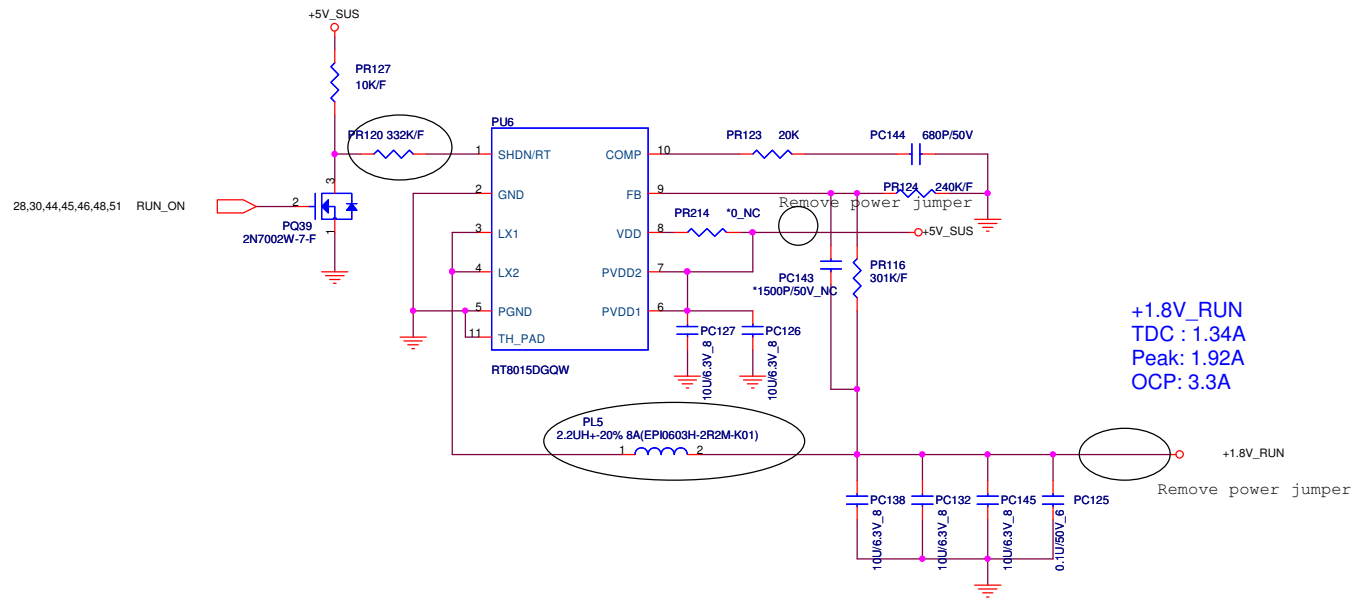 +5V_SUS
PR127
10K/F
PR120 332K/F
PU6
1
SHDN/RT
2
GND
3
LX1
4
LX2
5
PGND
11
TH_PAD
COMP
10
FB
9
VDD
8
PVDD2
7
PVDD1
6
RT8015DGQW
PR123 20K
PC144 680P/50V
PR124 240K/F
Remove power jumper
PR214 *0_NC
+5V_SUS
PC143
*1500P/50V_NC
PR116
301K/F
28,30,44,45,46,48,51 RUN_ON
2
3
1
PQ39
2N7002W-7-F
PC127
10U/6.3V_8
PC126
10U/6.3V_8
+1.8V_RUN
TDC : 1.34A
Peak: 1.92A
OCP: 3.3A
PL5
2.2UH+-20% 8A(EPI0603H-2R2M-K01)
1
2
+1.8V_RUN
Remove power jumper
PC138
10U/6.3V_8
PC132
10U/6.3V_8
PC145
10U/6.3V_8
PC125
0.1U/50V_6